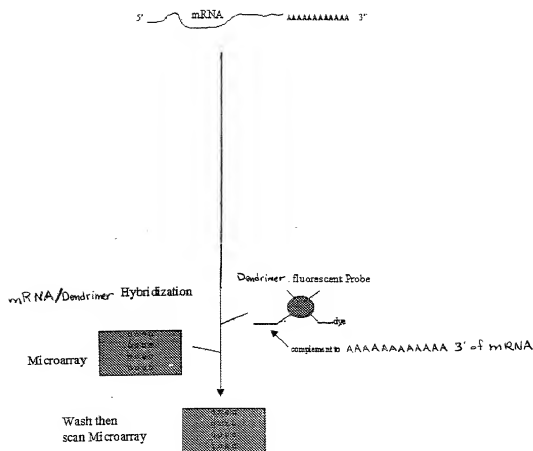 mRNA
5' AAAAAAAAAAAA 3'
Dendrimer fluorescent Probe
mRNA/Dendrimer Hybridization
dye
complement to AAAAAAAAAAAA 3' of mRNA
Microarray
Wash then
scan Microarray